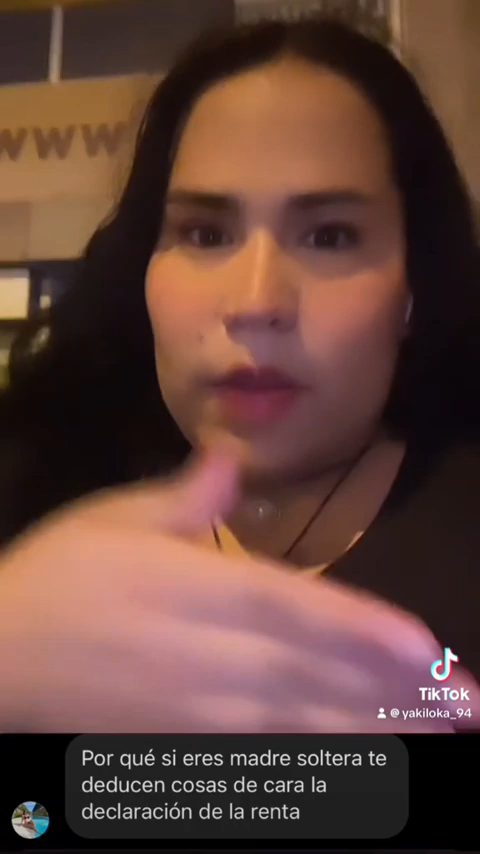 WWW
TikTok
@yakiloka_94
Por qué si eres madre soltera te
deducen cosas de cara la
declaración de la renta